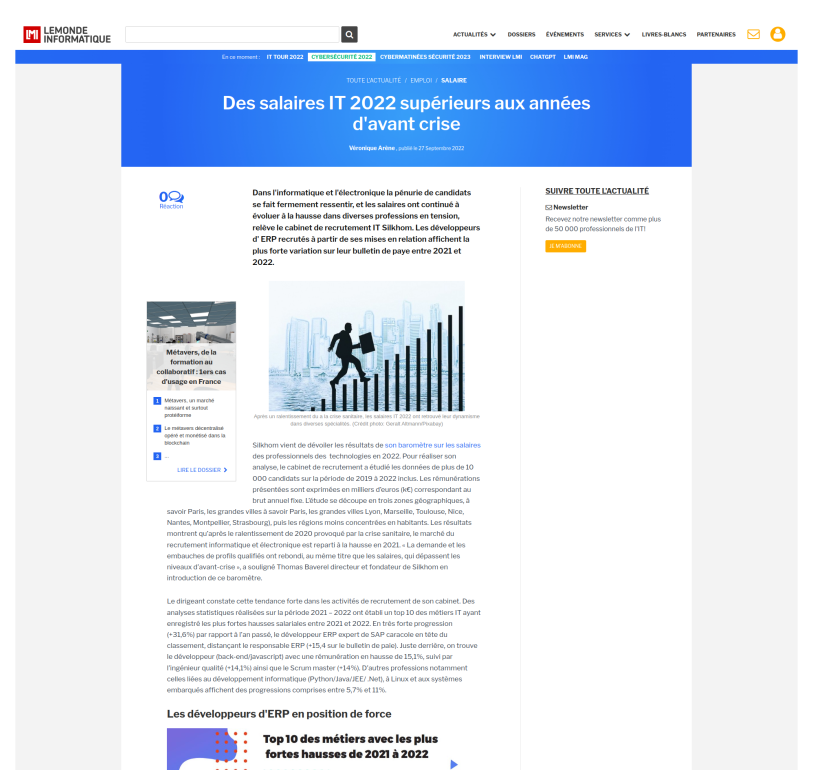 LMI LEMONDE
INFORMATIQUE
ACTUALITÉS DOSSIERS ÉVÉNEMENTS SERVICES LIVRES-BLANCS PARTENAIRES
En ce moment : IT TOUR 2022 CYBERSÉCURITÉ 2022 CYBERMATINÉES SÉCURITÉ 2023 INTERVIEW LMI CHATGPT LMI MAG
TOUTE L'ACTUALITÉ / EMPLOI / SALAIRE
Des salaires IT 2022 supérieurs aux années
d'avant crise
Véronique Arène , publié le 27 Septembre 2022
0
Réaction
Dans l'informatique et l'électronique la pénurie de candidats
se fait fermement ressentir, et les salaires ont continué à
évoluer à la hausse dans diverses professions en tension,
relève le cabinet de recrutement IT Silkhom. Les développeurs
d' ERP recrutés à partir de ses mises en relation affichent la
plus forte variation sur leur bulletin de paye entre 2021 et
2022.
SUIVRE TOUTE L'ACTUALITÉ
Newsletter
Recevez notre newsletter comme plus
de 50 000 professionnels de l'IT!
JE M'ABONNE
Métavers, de la
formation au
collaboratif : 1ers cas
d'usage en France
1 Métavers, un marché
naissant et surtout
protéiforme
2 Le métavers décentralisé
opéré et monétisé dans la
blockchain
3 ...
LIRE LE DOSSIER
Après un ralentissement du à la crise sanitaire, les salaires IT 2022 ont retrouvé leur dynamisme
dans diverses spécialités. (Crédit photo: Gerall Altmann/Pixabay)
Silkhom vient de dévoiler les résultats de son baromètre sur les salaires
des professionnels des technologies en 2022. Pour réaliser son
analyse, le cabinet de recrutement a étudié les données de plus de 10
000 candidats sur la période de 2019 à 2022 inclus. Les rémunérations
présentées sont exprimées en milliers d'euros (k€) correspondant au
brut annuel fixe. L'étude se découpe en trois zones géographiques, à
savoir Paris, les grandes villes à savoir Paris, les grandes villes Lyon, Marseille, Toulouse, Nice,
Nantes, Montpellier, Strasbourg), puis les régions moins concentrées en habitants. Les résultats
montrent qu'après le ralentissement de 2020 provoqué par la crise sanitaire, le marché du
recrutement informatique et électronique est reparti à la hausse en 2021. « La demande et les
embauches de profils qualifiés ont rebondi, au même titre que les salaires, qui dépassent les
niveaux d'avant-crise », a souligné Thomas Baverel directeur et fondateur de Silkhom en
introduction de ce baromètre.
Le dirigeant constate cette tendance forte dans les activités de recrutement de son cabinet. Des
analyses statistiques réalisées sur la période 2021 – 2022 ont établi un top 10 des métiers IT ayant
enregistré les plus fortes hausses salariales entre 2021 et 2022. En très forte progression
(+31,6%) par rapport à l'an passé, le développeur ERP expert de SAP caracole en tête du
classement, distançant le responsable ERP (+15,4 sur le bulletin de paie). Juste derrière, on trouve
le développeur (back-end/javascript) avec une rémunération en hausse de 15,1%, suivi par
l'ingénieur qualité (+14,1%) ainsi que le Scrum master (+14%). D'autres professions notamment
celles liées au développement informatique (Python/Java/JEE/ .Net), à Linux et aux systèmes
embarqués affichent des progressions comprises entre 5,7% et 11%.
Les développeurs d'ERP en position de force
Top 10 des métiers avec les plus
fortes hausses de 2021 à 2022